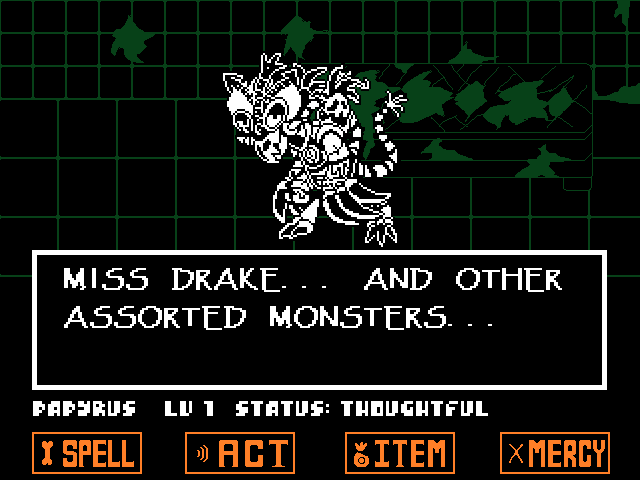 MISS DRAKE... AND OTHER
ASSORTED MONSTERS...
PAPYRUS LV 1 STATUS: THOUGHTFUL
SPELL ACT ITEM MERCY